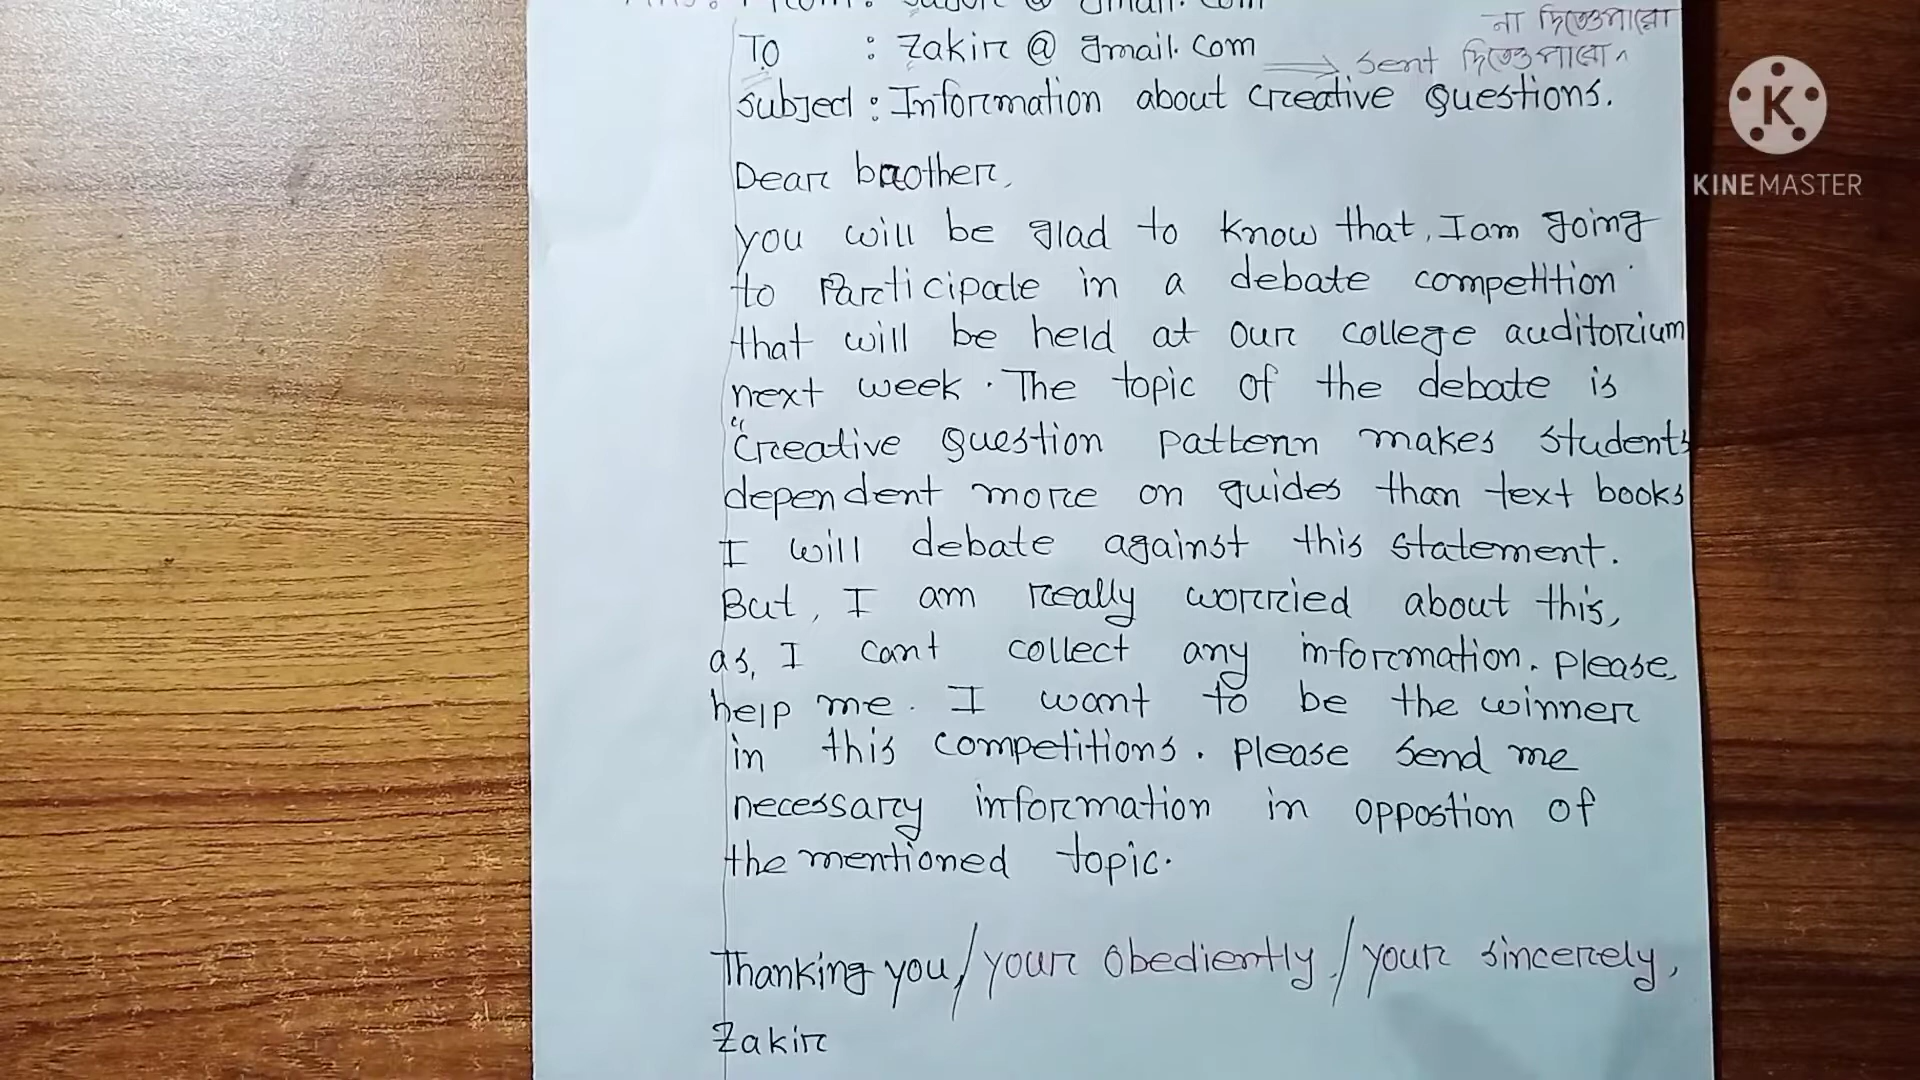 To : Zakir @ gmail. com
না দিতেও পারো
sent দিতেও পারো
Subject : Information about Creative Questions.
Dear brother,
you will be glad to know that, I am going
to Participate in a debate competition
that will be held at our college auditorium
next week. The topic of the debate is
"Creative Question pattern makes students
dependent more on guides than text books
I will debate against this statement.
But, I am really worried about this,
as, I cant collect any information. Please,
help me. I want to be the winner
in this competitions. Please send me
necessary information in oppostion of
the mentioned topic.
Thanking you,/your obediently,/your sincerely,
Zakir
K
KINEMASTER